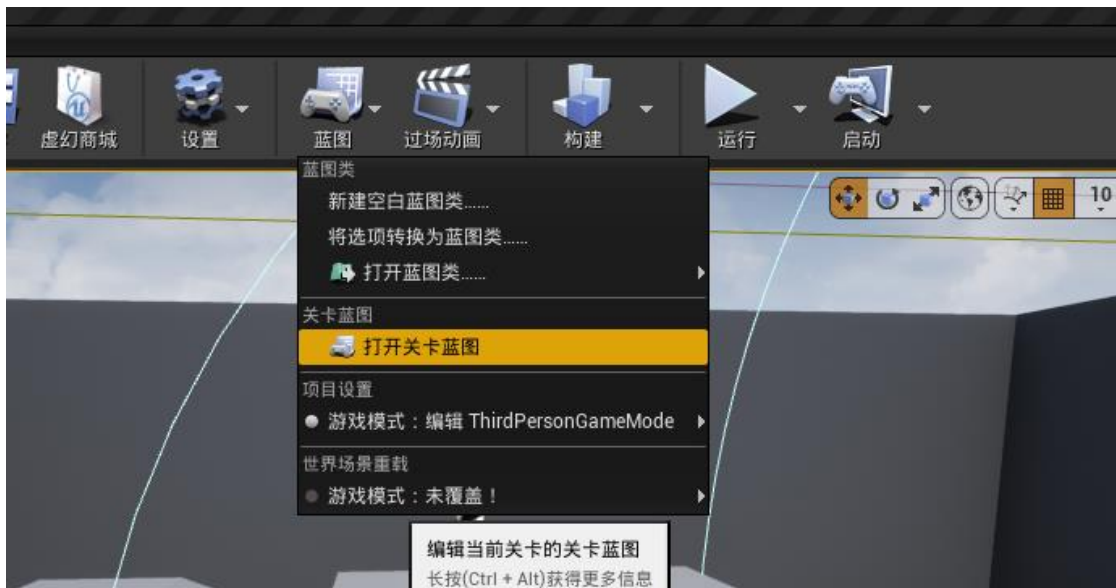 虚幻商城
设置
蓝图
过场动画
构建
运行
启动
蓝图类
新建空白蓝图类......
将选项转换为蓝图类......
打开蓝图类......
10
关卡蓝图
打开关卡蓝图
项目设置
游戏模式：编辑 ThirdPersonGameMode
世界场景重载
游戏模式：未覆盖！
编辑当前关卡的关卡蓝图
长按(Ctrl + Alt)获得更多信息